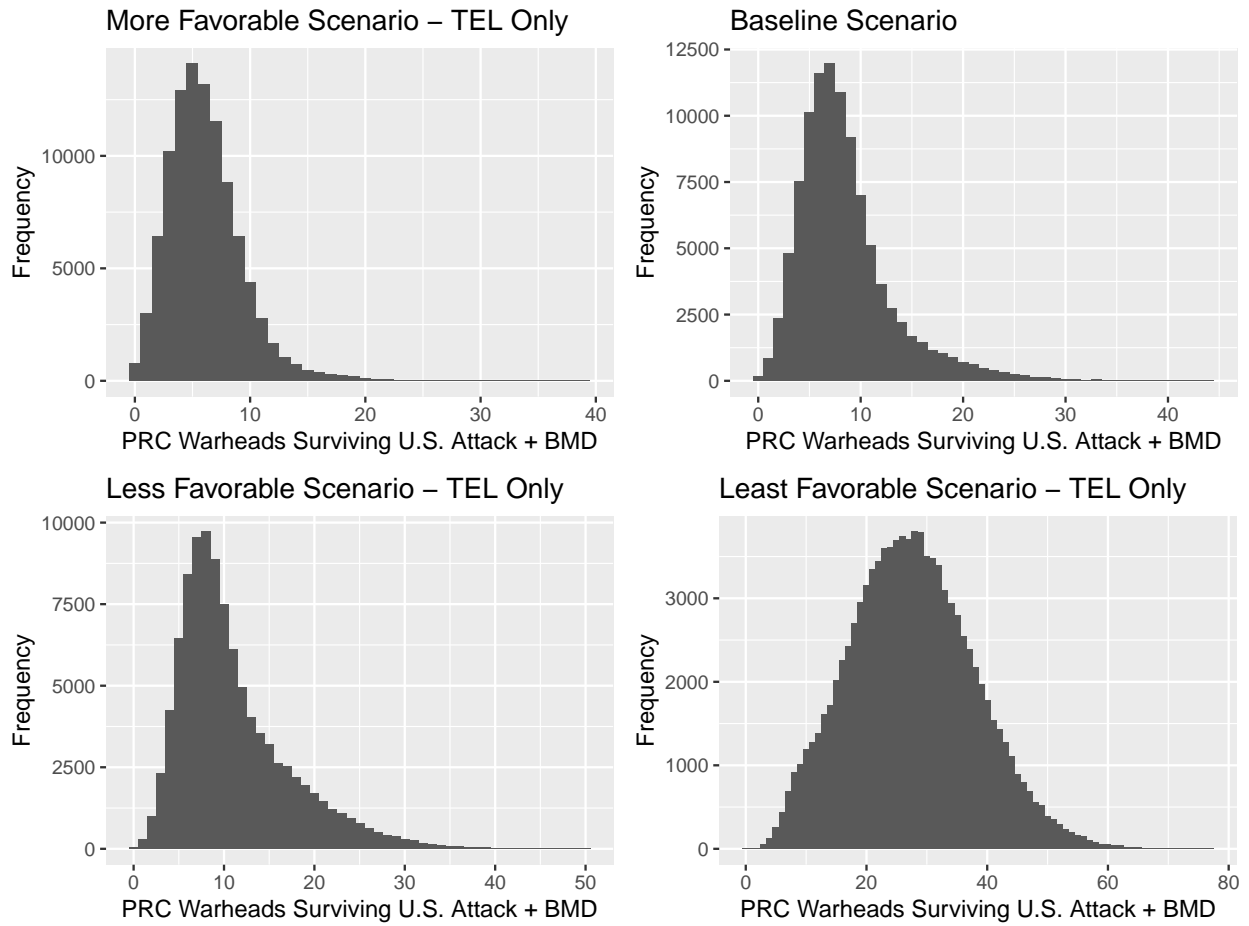 More Favorable Scenario – TEL Only
Frequency
10000
5000
0
0 10 20 30 40
PRC Warheads Surviving U.S. Attack + BMD
Baseline Scenario
Frequency
12500
10000
7500
5000
2500
0
0 10 20 30 40
PRC Warheads Surviving U.S. Attack + BMD
Less Favorable Scenario – TEL Only
Frequency
10000
7500
5000
2500
0
0 10 20 30 40 50
PRC Warheads Surviving U.S. Attack + BMD
Least Favorable Scenario – TEL Only
Frequency
3000
2000
1000
0
0 20 40 60 80
PRC Warheads Surviving U.S. Attack + BMD